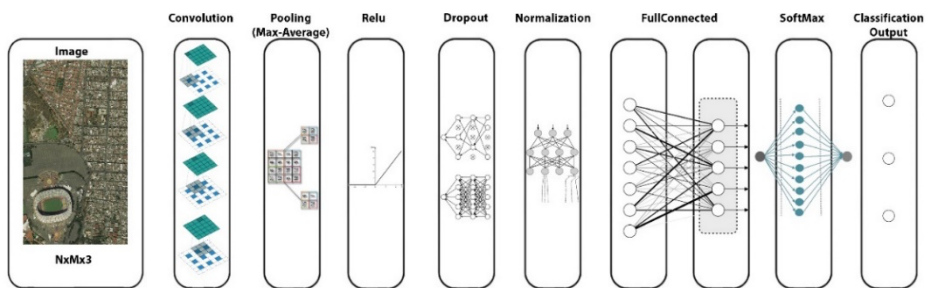 Convolution
Pooling
(Max-Average)
Relu
Dropout
Normalization
FullConnected
SoftMax
Classification
Output
Image
NxMx3